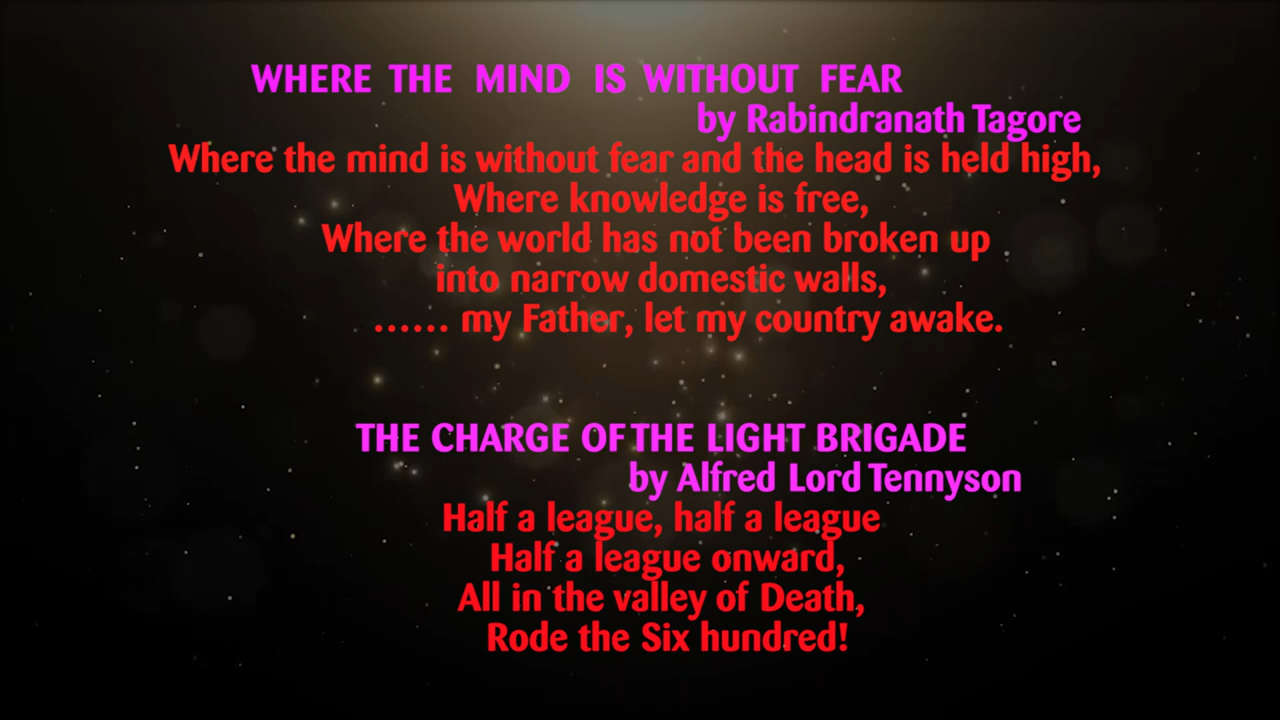 WHERE THE MIND IS WITHOUT FEAR
by Rabindranath Tagore
Where the mind is without fear and the head is held high,
Where knowledge is free,
Where the world has not been broken up
into narrow domestic walls,
...... my Father, let my country awake.
THE CHARGE OF THE LIGHT BRIGADE
by Alfred Lord Tennyson
Half a league, half a league
Half a league onward,
All in the valley of Death,
Rode the Six hundred!